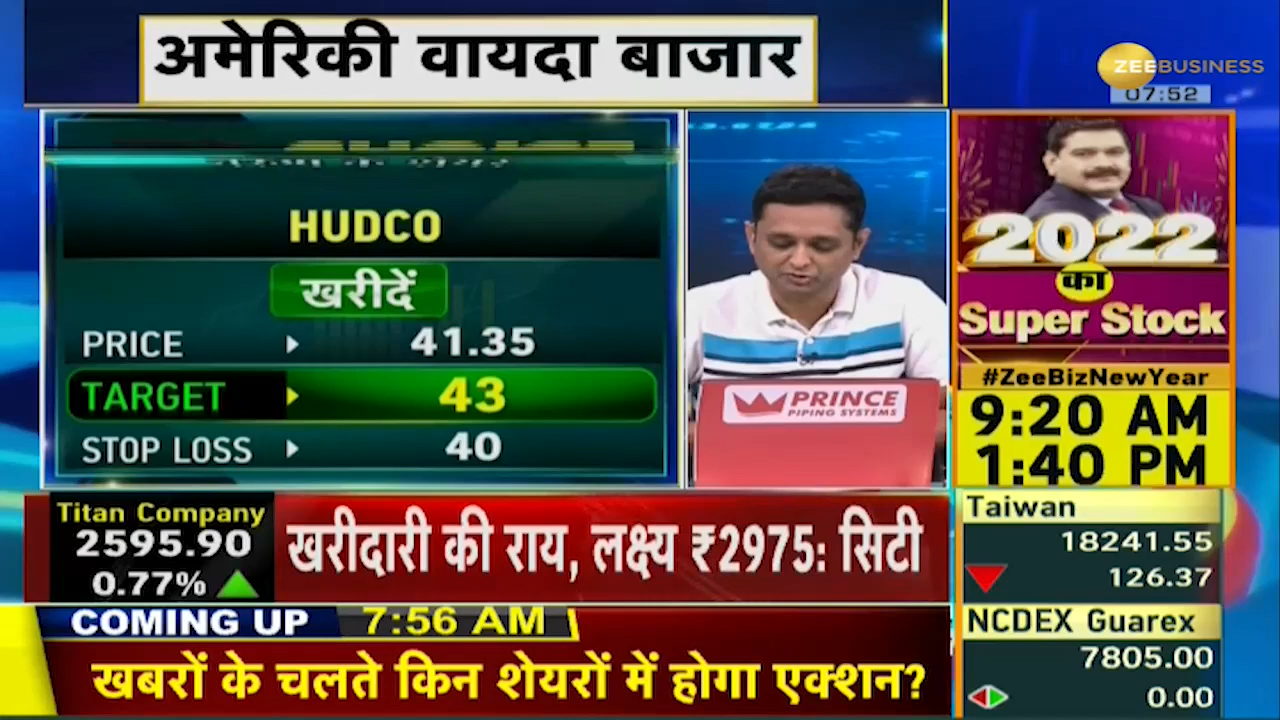 अमेरिकी वायदा बाजार
ZEEBUSINESS
07:52
HUDCO
खरीदें
PRICE 41.35
TARGET 43
STOP LOSS 40
PRINCE
PIPING SYSTEMS
2022
का
Super Stock
#ZeeBizNewYear
9:20 AM
1:40 PM
Titan Company
2595.90
0.77%
खरीदारी की राय, लक्ष्य ₹2975: सिटी
Taiwan
18241.55
126.37
NCDEX Guarex
7805.00
0.00
COMING UP 7:56 AM
खबरों के चलते किन शेयरों में होगा एक्शन?